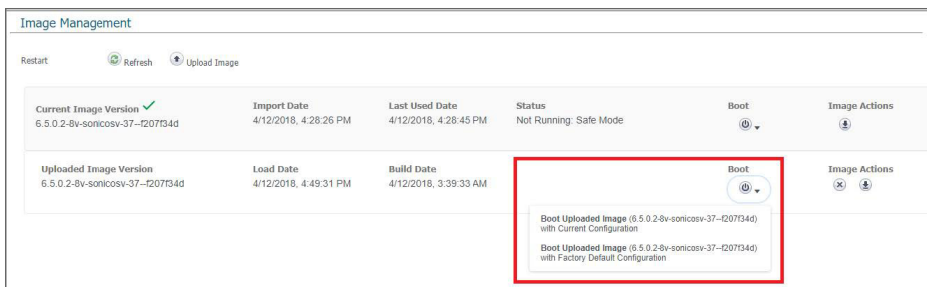 Image Management
Restart Refresh Upload Image
Current Image Version Import Date Last Used Date Status Boot Image Actions
6.5.0.2-8v-sonicosv-37--f207f34d 4/12/2018, 4:28:26 PM 4/12/2018, 4:28:45 PM Not Running: Safe Mode
Uploaded Image Version Load Date Build Date Boot Image Actions
6.5.0.2-8v-sonicosv-37--f207f34d 4/12/2018, 4:49:31 PM 4/12/2018, 3:39:33 AM
Boot Uploaded Image (6.5.0.2-8v-sonicosv-37--f207f34d)
with Current Configuration
Boot Uploaded Image (6.5.0.2-8v-sonicosv-37--f207f34d)
with Factory Default Configuration